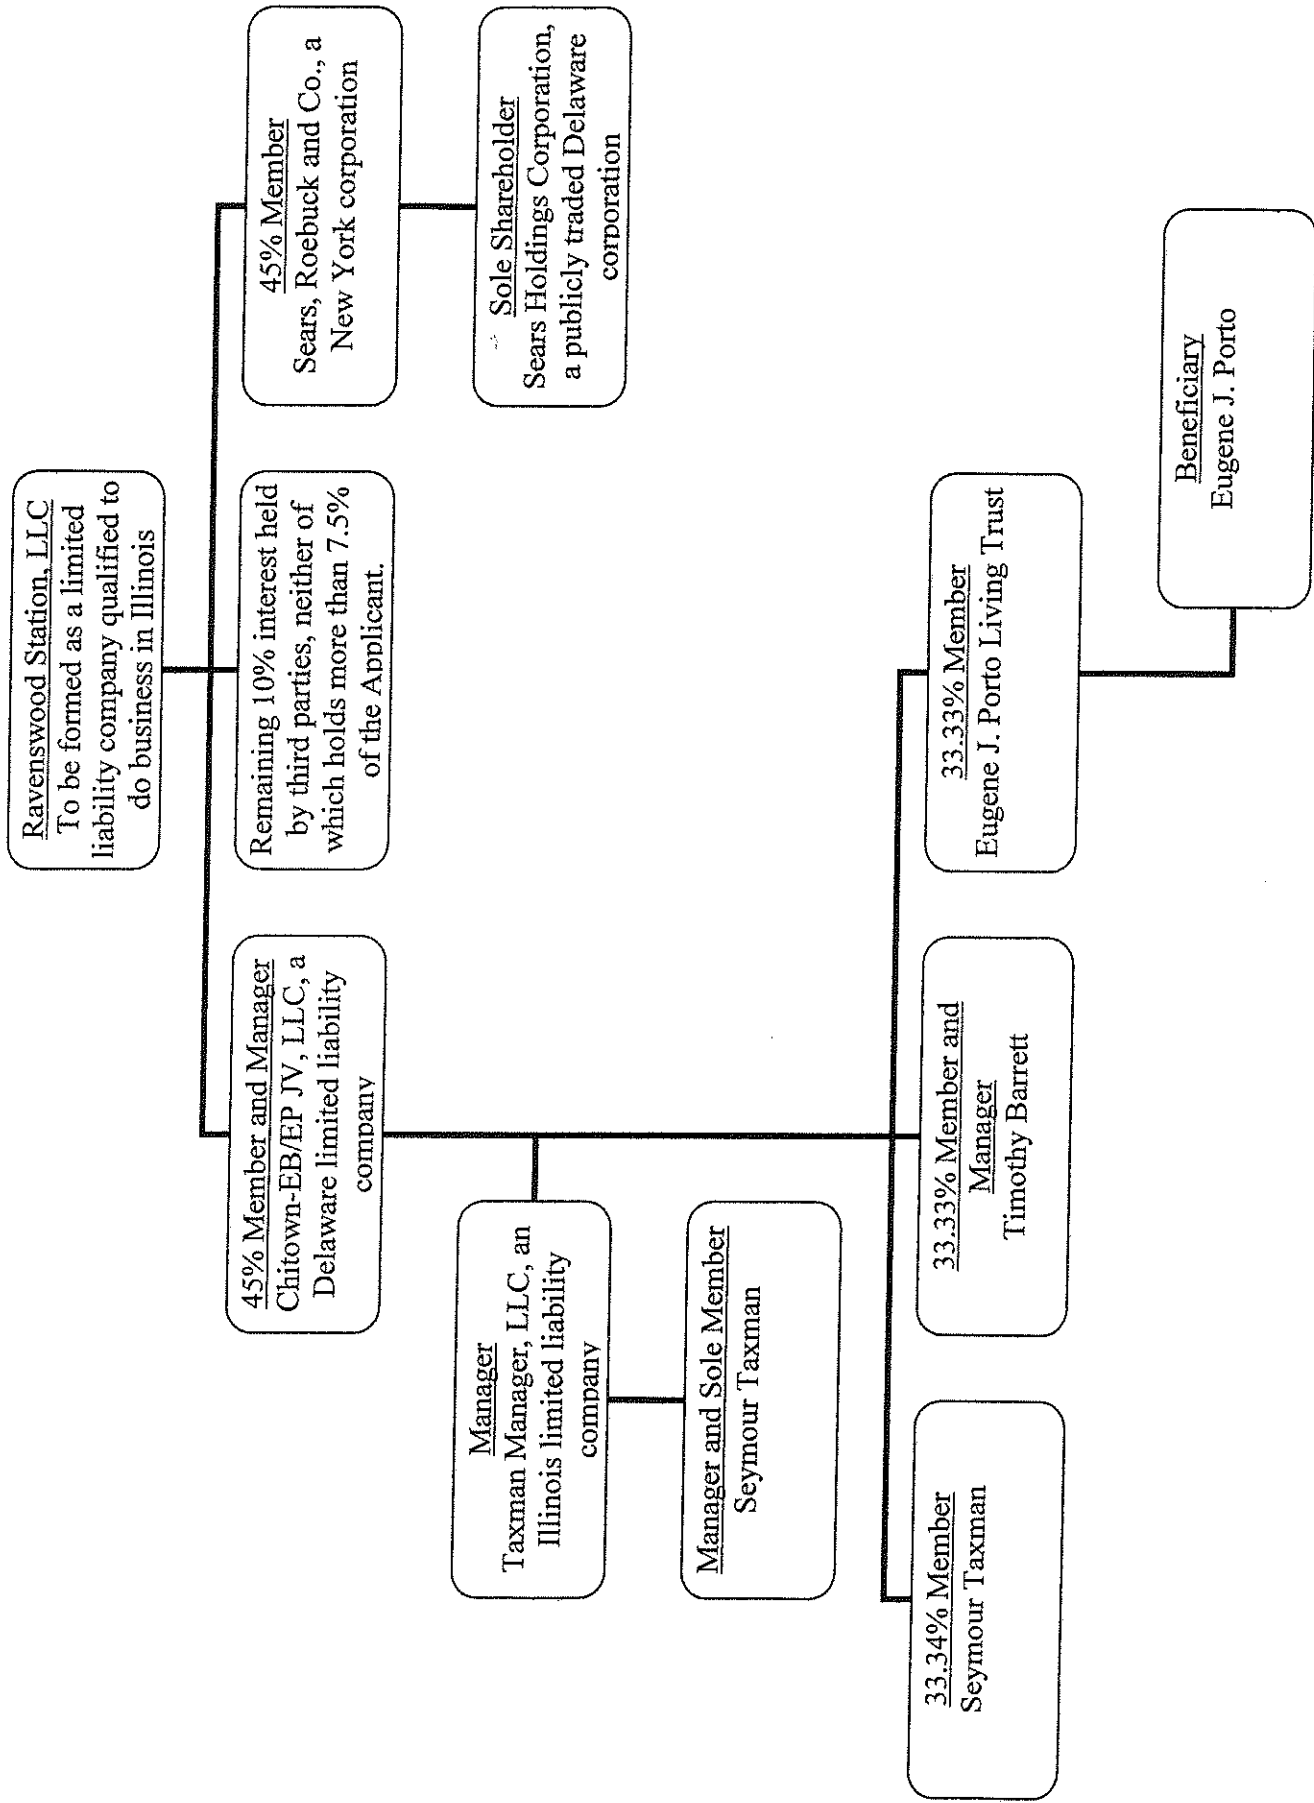 Ravenswood Station, LLC
To be formed as a limited
liability company qualified to
do business in Illinois
45% Member and Manager
Chitown-EB/EP JV, LLC, a
Delaware limited liability
company
Remaining 10% interest held
by third parties, neither of
which holds more than 7.5%
of the Applicant.
45% Member
Sears, Roebuck and Co., a
New York corporation
Sole Shareholder
Sears Holdings Corporation,
a publicly traded Delaware
corporation
Manager
Taxman Manager, LLC, an
Illinois limited liability
company
Manager and Sole Member
Seymour Taxman
33.34% Member
Seymour Taxman
33.33% Member and
Manager
Timothy Barrett
33.33% Member
Eugene J. Porto Living Trust
Beneficiary
Eugene J. Porto